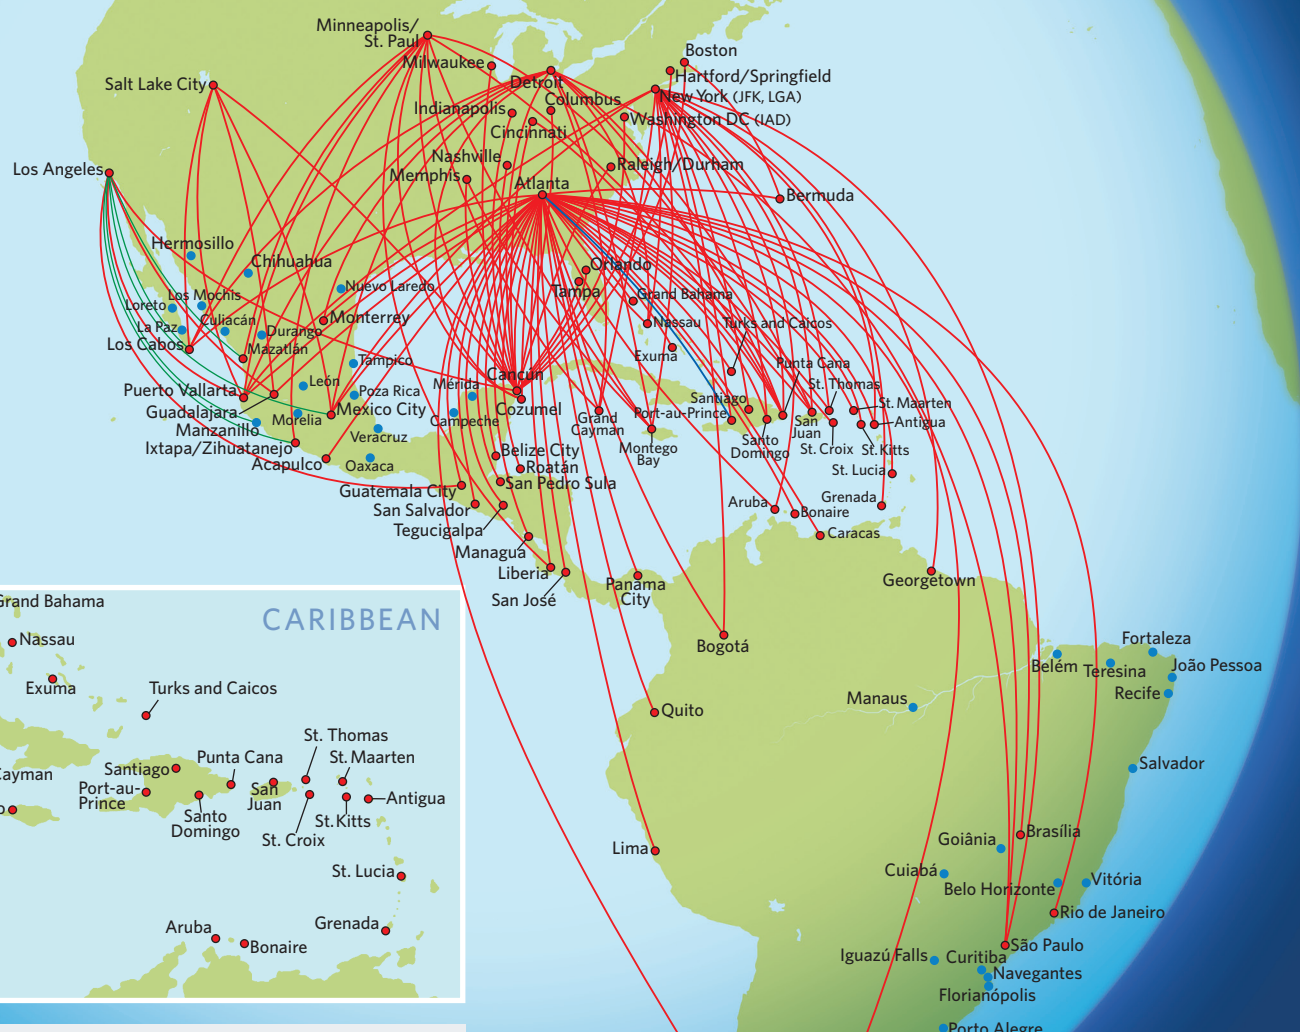 Minneapolis/
St. Paul
Milwaukee
Boston
Hartford/Springfield
Detroit
New York (JFK, LGA)
Salt Lake City
Indianapolis
Columbus
Washington DC (IAD)
Cincinnati
Nashville
Raleigh/Durham
Los Angeles
Memphis
Atlanta
Bermuda
Hermosillo
Chihuahua
Orlando
Tampa
Nuevo Laredo
Grand Bahama
Los Mochis
Loreto
Culiacán
Monterrey
Nassau
Turks and Caicos
La Paz
Durango
Los Cabos
Mazatlán
Exuma
Tampico
Punta Cana
Cancún
Puerto Vallarta
León
Poza Rica
Mérida
St. Thomas
Guadalajara
Mexico City
Cozumel
Santiago
St. Maarten
Morelia
Campeche
Grand
Cayman
Port-au-Prince
San
Juan
Antigua
Manzanillo
Veracruz
Montego
Bay
Santo
Domingo
St. Croix
St. Kitts
Ixtapa/Zihuatanejo
Belize City
Acapulco
Oaxaca
Roatán
St. Lucia
Guatemala City
San Pedro Sula
Aruba
Grenada
San Salvador
Bonaire
Tegucigalpa
Caracas
Managua
Liberia
Panama
City
Georgetown
San José
Bogotá
Fortaleza
Belém
Teresina
João Pessoa
Recife
Manaus
Quito
Salvador
Lima
Brasília
Goiânia
Cuiabá
Belo Horizonte
Vitória
Rio de Janeiro
São Paulo
Iguazú Falls
Curitiba
Navegantes
Florianópolis
Porto Alegre
CARIBBEAN
Grand Bahama
Nassau
Exuma
Turks and Caicos
St. Thomas
Punta Cana
St. Maarten
Santiago
Cayman
Port-au-
Prince
San
Juan
Antigua
Santo
Domingo
St. Kitts
St. Croix
St. Lucia
Aruba
Grenada
Bonaire